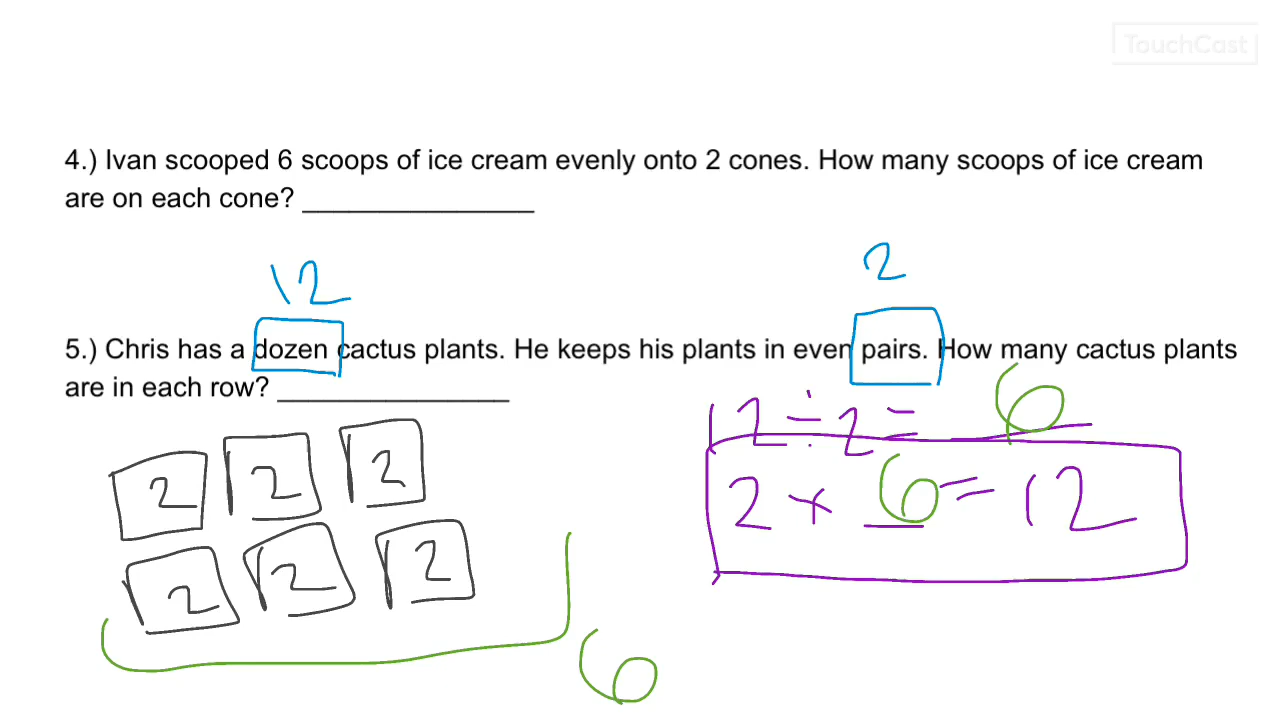 TouchCast
4.) Ivan scooped 6 scoops of ice cream evenly onto 2 cones. How many scoops of ice cream
are on each cone? ________________
12 2
5.) Chris has a dozen cactus plants. He keeps his plants in even pairs. How many cactus plants
are in each row? ________________
12 ÷ 2 = 6
2 2 2
2 × 6 = 12
2 2 2
6